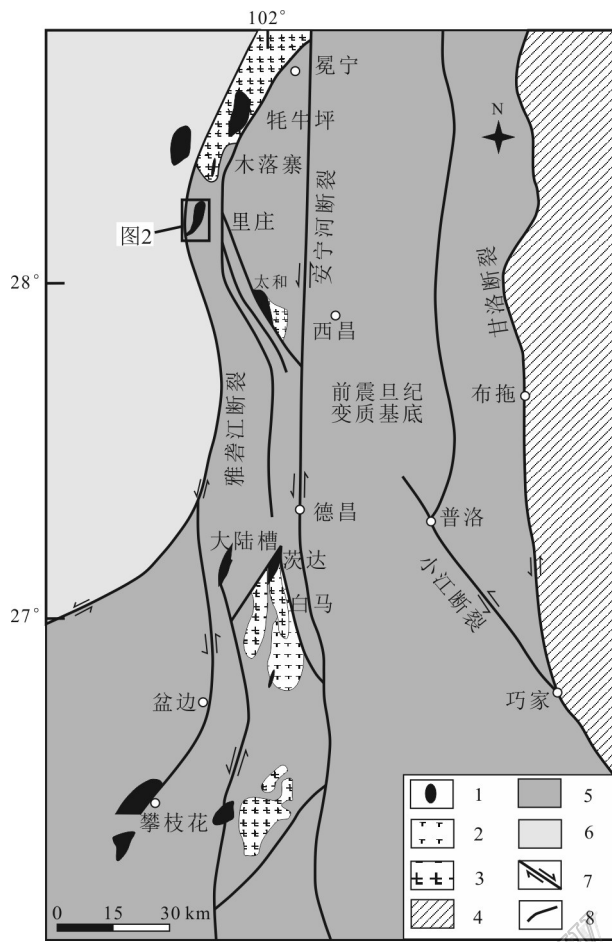 102°
冕宁
牦牛坪
N
木落寨
里庄
图2
安宁河断裂
28°
太和
西昌
甘洛断裂
前震旦纪
变质基底
布拖
雅砻江断裂
德昌
普洛
大陆槽
茨达
白马
小江断裂
27°
盆边
巧家
攀枝花
1
5
2
6
3
7
4
8
0 15 30 km